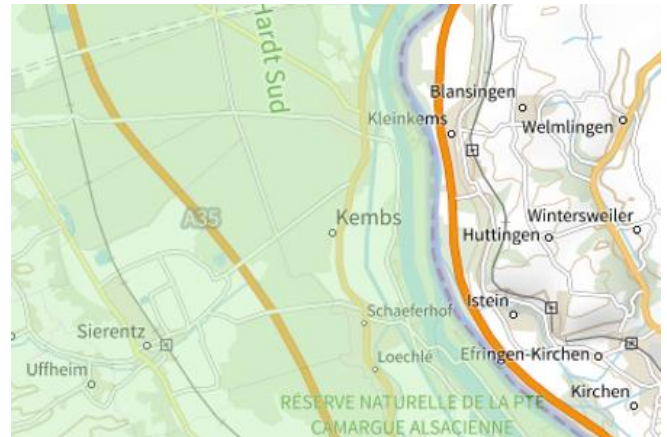 Hardt Sud
Blansingen
Kleinkems
Welmlingen
A35
Kembs
Wintersweiler
Huttingen
Istein
Schaeferhof
Sierentz
Efringen-Kirchen
Loechlé
Uffheim
Kirchen
RÉSERVE NATURELLE DE LA PTE
CAMARGUE ALSACIENNE